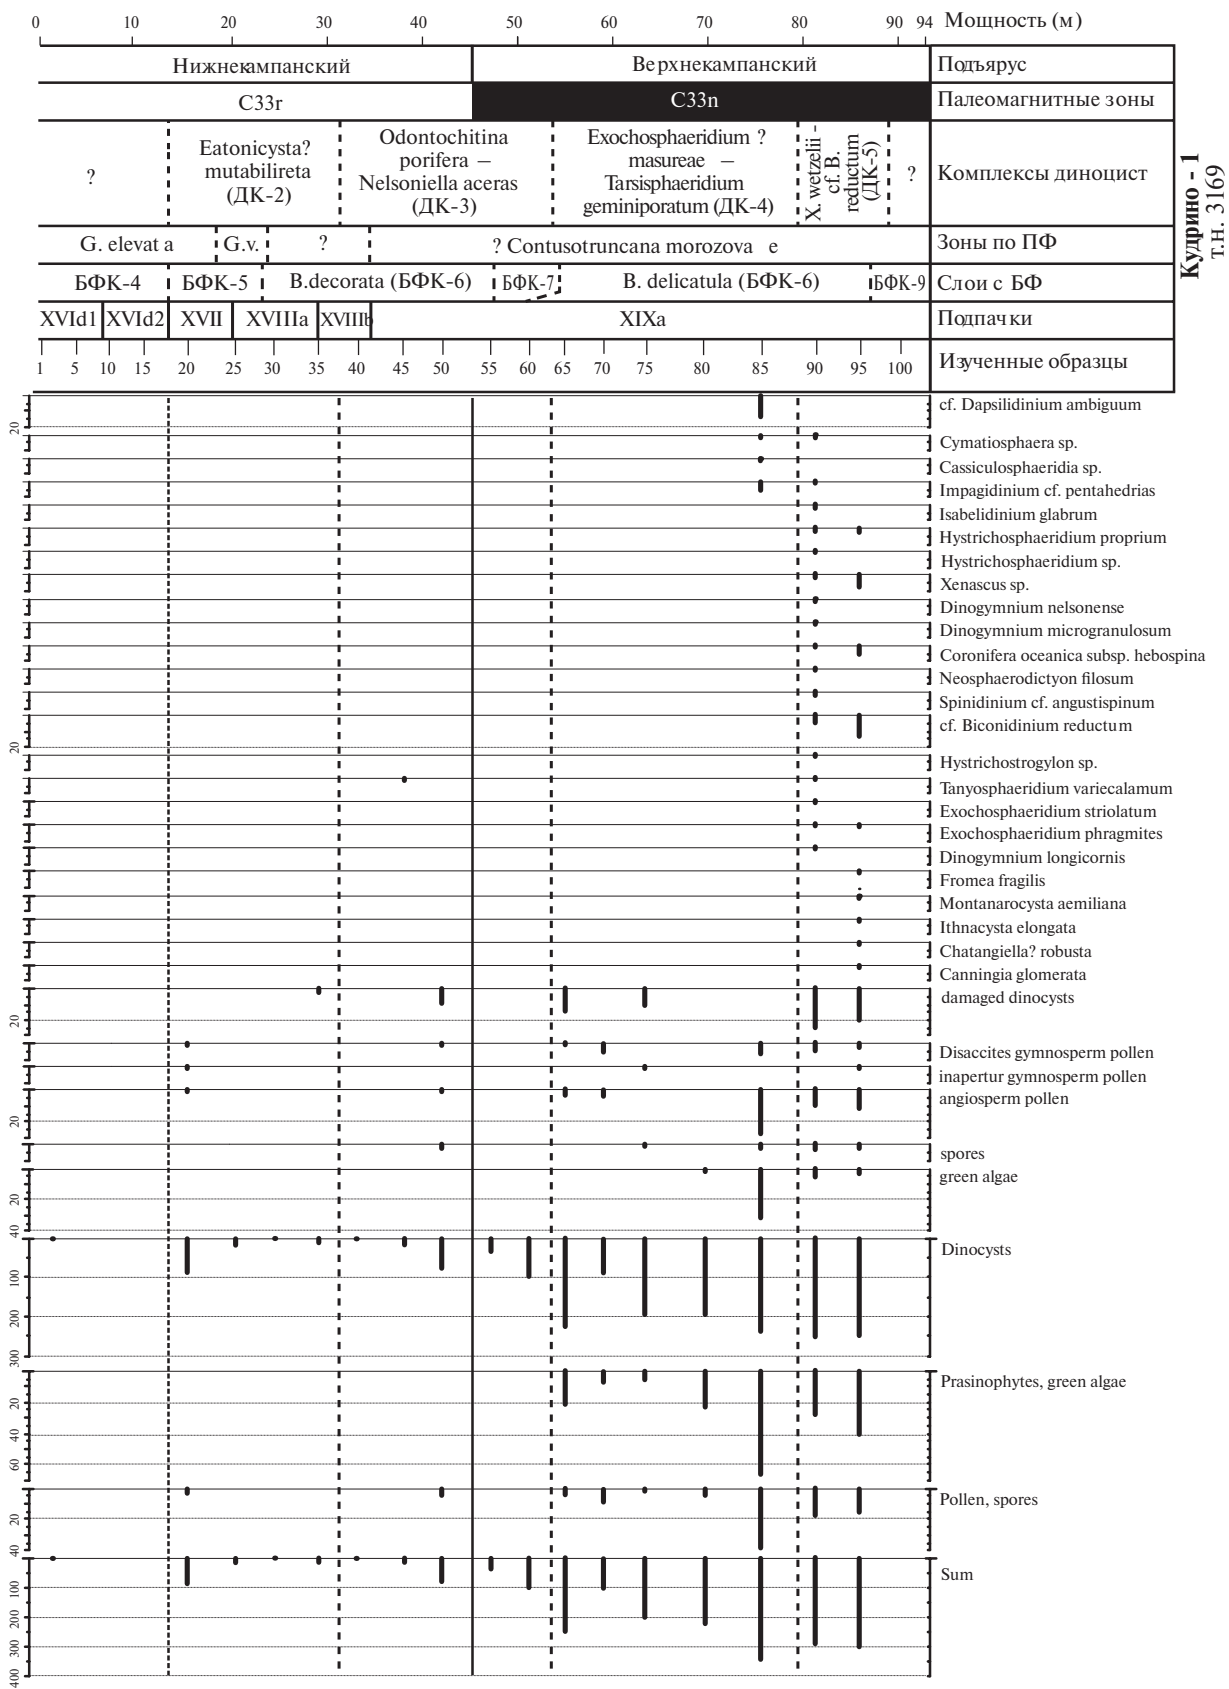 0 10 20 30 40 50 60 70 80 90 94 Мощность (м)
Нижнекампанский Верхнекампанский Подъярус
C33r C33n Палеомагнитные зоны
? Eatonicysta? mutabilireta (ДК-2) Odontochitina porifera – Nelsoniella aceras (ДК-3) Exochosphaeridium ? masureae – Tarsisphaeridium geminiporatum (ДК-4) X. wetzelii - cf. B. reductum (ДК-5) ? Комплексы диноцист
G. elevat a G.v. ? ? Contusotruncana morozova e Зоны по ПФ
БФК-4 БФК-5 B.decorata (БФК-6) БФК-7 B. delicatula (БФК-6) БФК-9 Слои с БФ
XVId1 XVId2 XVII XVIIIa XVIIIb XIXa Подпачки
1 5 10 15 20 25 30 35 40 45 50 55 60 65 70 75 80 85 90 95 100 Изученные образцы
Кудрино - 1
т.н. 3169
cf. Dapsilidinium ambiguum
20
Cymatiosphaera sp.
Cassiculosphaeridia sp.
Impagidinium cf. pentahedrias
Isabelidinium glabrum
Hystrichosphaeridium proprium
Hystrichosphaeridium sp.
Xenascus sp.
Dinogymnium nelsonense
Dinogymnium microgranulosum
Coronifera oceanica subsp. hebospina
Neosphaerodictyon filosum
Spinidinium cf. angustispinum
cf. Biconidinium reductum
20
Hystrichostrogylon sp.
Tanyosphaeridium variecalamum
Exochosphaeridium striolatum
Exochosphaeridium phragmites
Dinogymnium longicornis
Fromea fragilis
Montanarocysta aemiliana
Ithnacysta elongata
Chatangiella? robusta
Canningia glomerata
damaged dinocysts
20
Disaccites gymnosperm pollen
inapertur gymnosperm pollen
angiosperm pollen
20
spores
green algae
20
40
Dinocysts
100
200
300
Prasinophytes, green algae
20
40
60
Pollen, spores
20
40
Sum
100
200
300
400